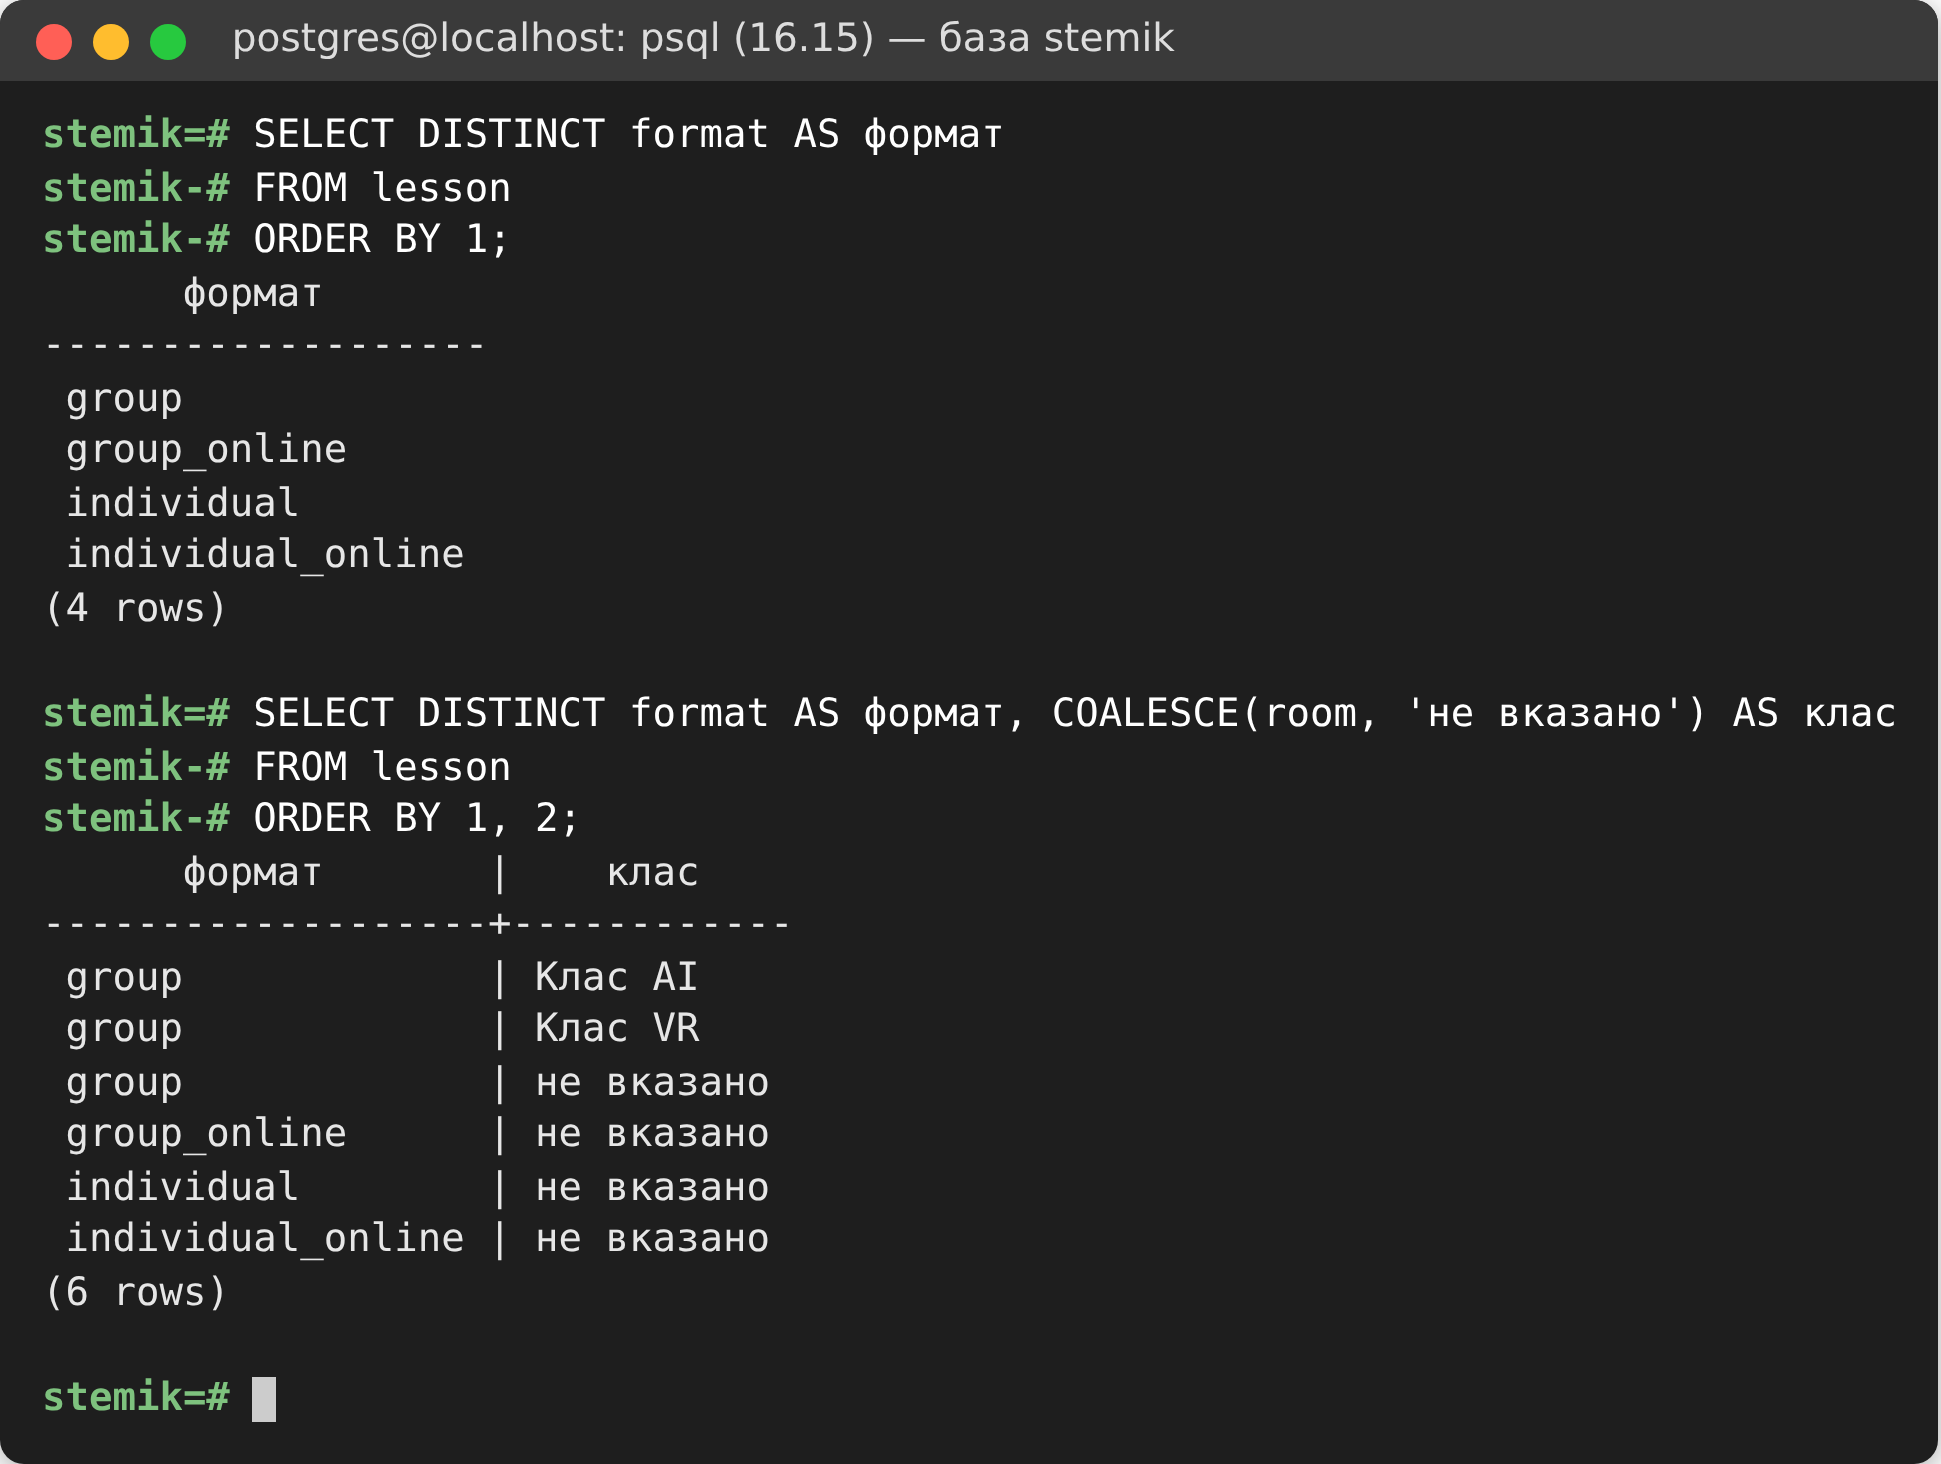 postgres@localhost: psql (16.15) — база stemik
stemik=# SELECT DISTINCT format AS формат
stemik-# FROM lesson
stemik-# ORDER BY 1;
      формат
-------------------
 group
 group_online
 individual
 individual_online
(4 rows)
stemik=# SELECT DISTINCT format AS формат, COALESCE(room, 'не вказано') AS клас
stemik-# FROM lesson
stemik-# ORDER BY 1, 2;
      формат       |    клас
-------------------+------------
 group             | Клас AI
 group             | Клас VR
 group             | не вказано
 group_online      | не вказано
 individual        | не вказано
 individual_online | не вказано
(6 rows)
stemik=#